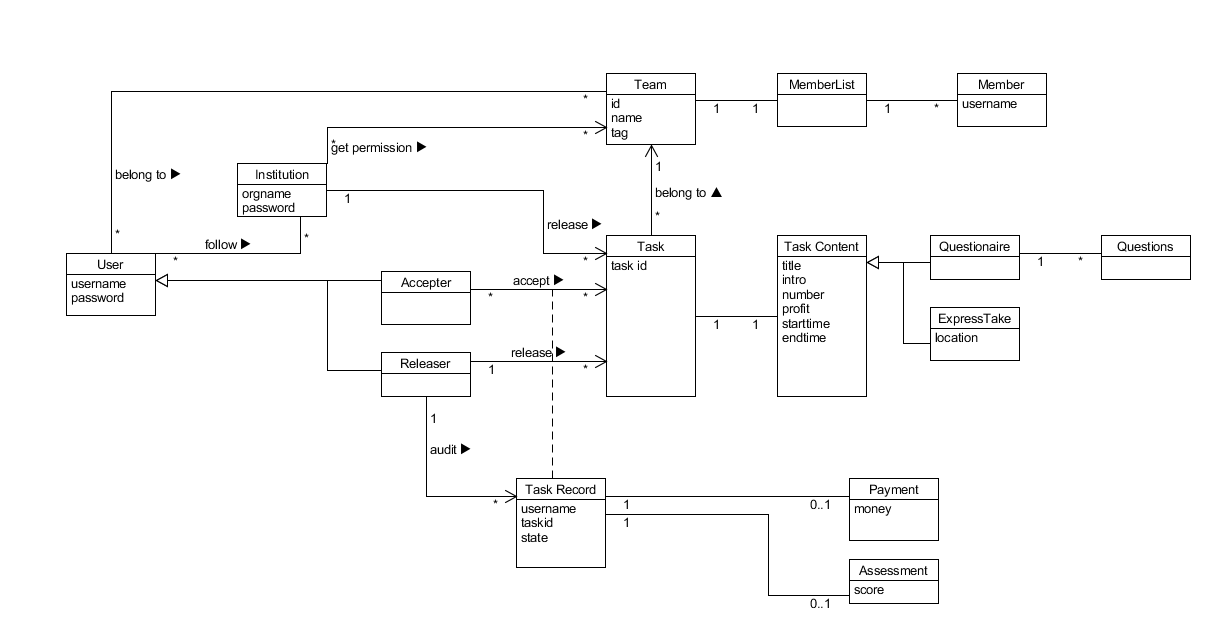 Team
id
name
tag
MemberList
Member
username
*
1
1
1
*
*
*
get permission ▶
Institution
orgname
password
1
belong to ▶
1
belong to ▲
*
release ▶
*
*
follow ▶
*
*
User
username
password
Task
task id
Task Content
title
intro
number
profit
starttime
endtime
Questionaire
1
*
Questions
Accepter
accept ▶
*
*
ExpressTake
location
1
1
Releaser
release ▶
1
*
1
audit ▶
*
Task Record
username
taskid
state
1
1
0..1
Payment
money
Assessment
score
0..1